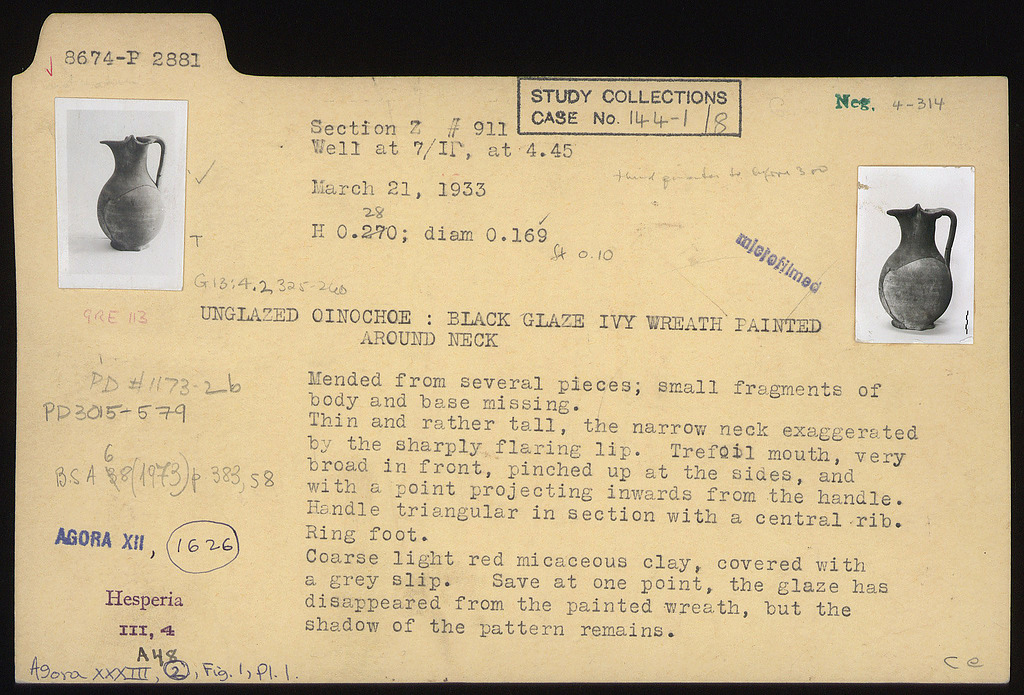 8674-P 2881
STUDY COLLECTIONS
CASE No. 144-1/8
Neg. 4-314
Section Z # 911
Well at 7/ΙΓ, at 4.45
March 21, 1933
28
H 0.270; diam 0.169
St 0.10
T
microfilmed
G13:4.2 325-260
GRE 113
UNGLAZED OINOCHOE : BLACK GLAZE IVY WREATH PAINTED
AROUND NECK
PD #1173-2b
PD3015-579
BSA 68(1973)p 383, 58
AGORA XII, 1626
Hesperia
III, 4
A48
Agora XXXIII, 2, Fig. 1, Pl. 1.
Mended from several pieces; small fragments of
body and base missing.
Thin and rather tall, the narrow neck exaggerated
by the sharply flaring lip. Trefoil mouth, very
broad in front, pinched up at the sides, and
with a point projecting inwards from the handle.
Handle triangular in section with a central rib.
Ring foot.
Coarse light red micaceous clay, covered with
a grey slip. Save at one point, the glaze has
disappeared from the painted wreath, but the
shadow of the pattern remains.
Ce